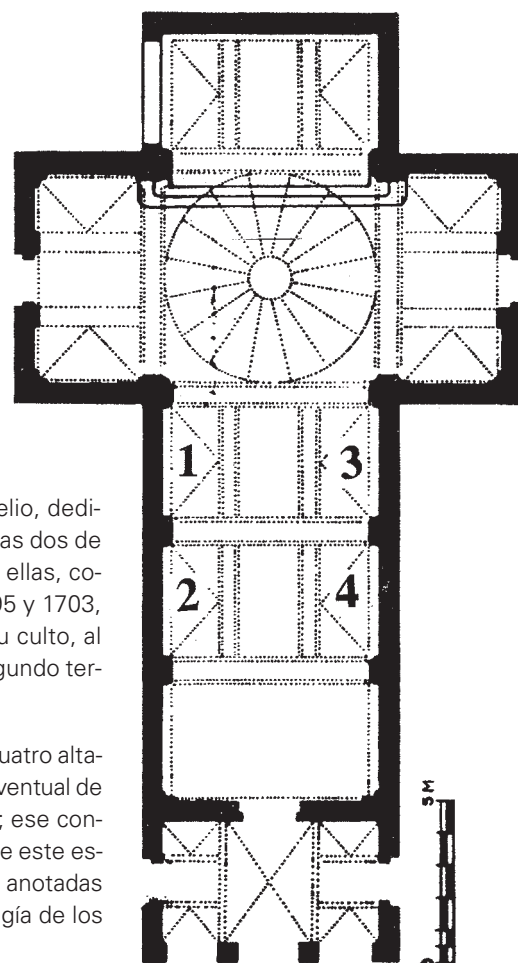 1
3
2
4
elio, dedi-
as dos de
ellas, co-
95 y 1703,
u culto, al
gundo ter-
uatro alta-
ventual de
; ese con-
e este es-
anotadas
gía de los
5 M